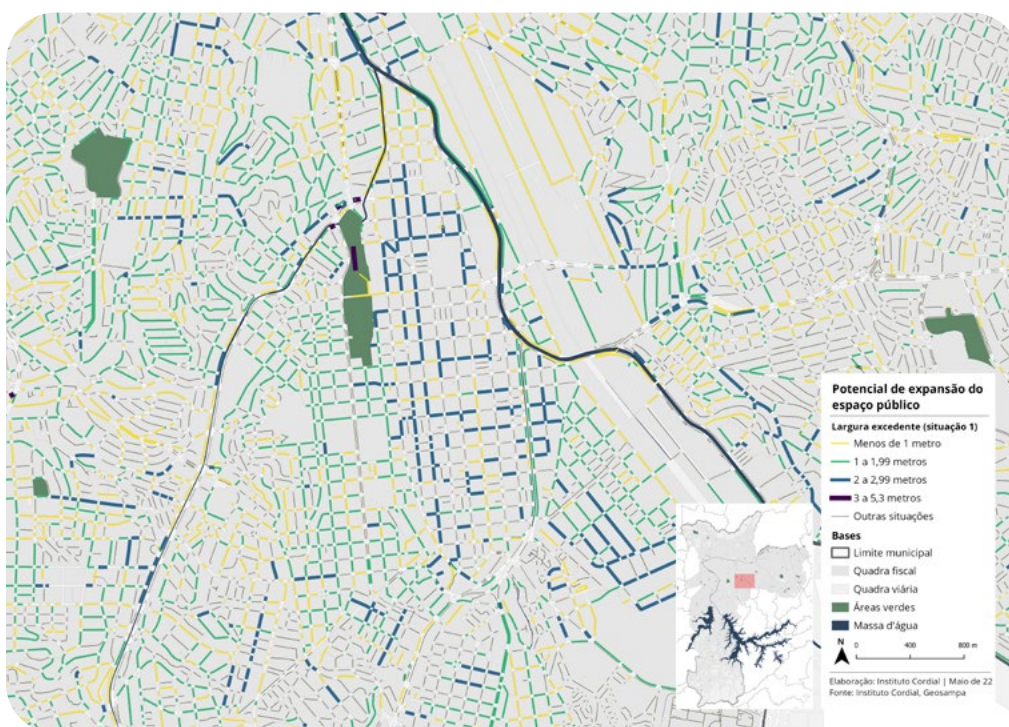 Potencial de expansão do
espaço público
Largura excedente (situação 1)
Menos de 1 metro
1 a 1,99 metros
2 a 2,99 metros
3 a 5,3 metros
Outras situações
Bases
Limite municipal
Quadra fiscal
Quadra viária
Áreas verdes
Massa d'água
N
0 400 800 m
Elaboração: Instituto Cordial | Maio de 22
Fonte: Instituto Cordial, Geosampa